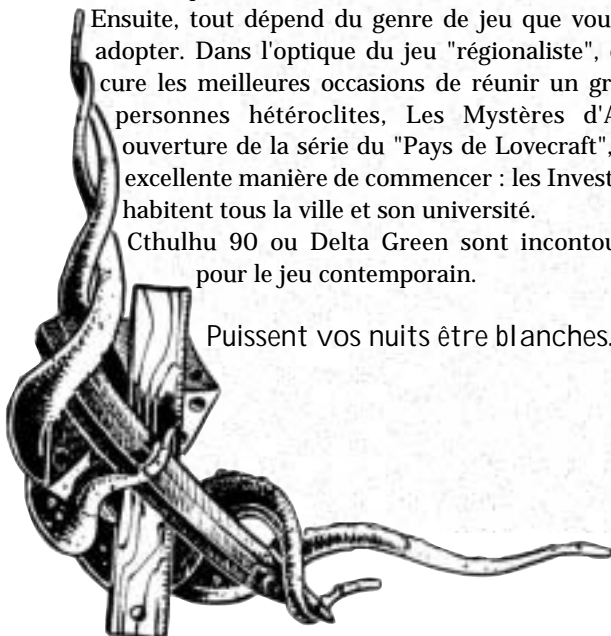 Ensuite, tout dépend du genre de jeu que vou
adopter. Dans l'optique du jeu "régionaliste",
cure les meilleures occasions de réunir un gr
personnes hétéroclites, Les Mystères d'A
ouverture de la série du "Pays de Lovecraft",
excellente manière de commencer : les Invest
habitent tous la ville et son université.
Cthulhu 90 ou Delta Green sont incontou
pour le jeu contemporain.
Puissent vos nuits être blanches.